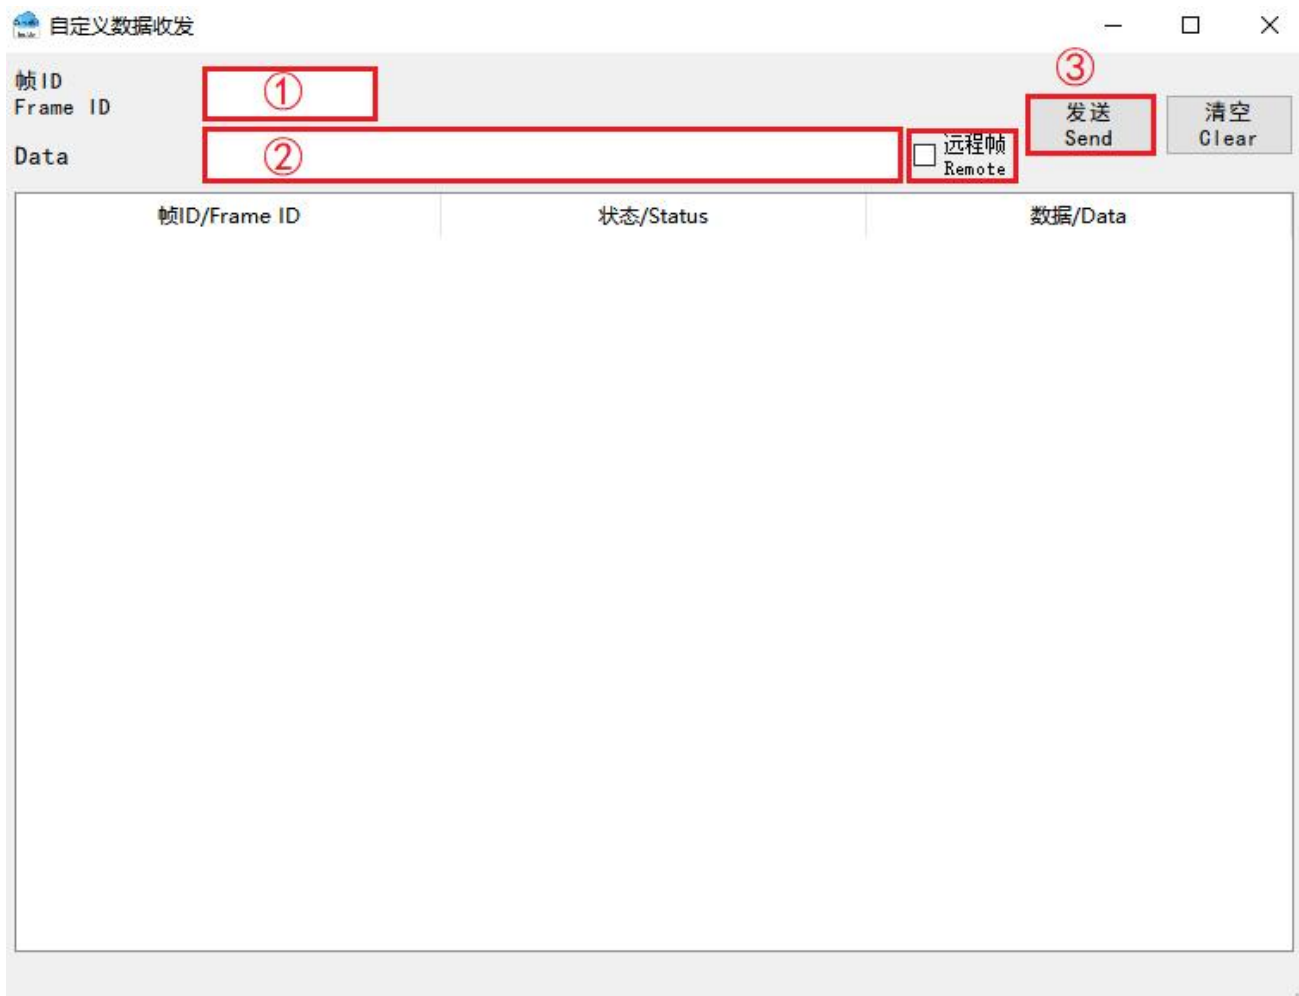 自定义数据收发
帧ID
Frame ID
①
③
发送
Send
清空
Clear
Data
②
远程帧
Remote
帧ID/Frame ID
状态/Status
数据/Data